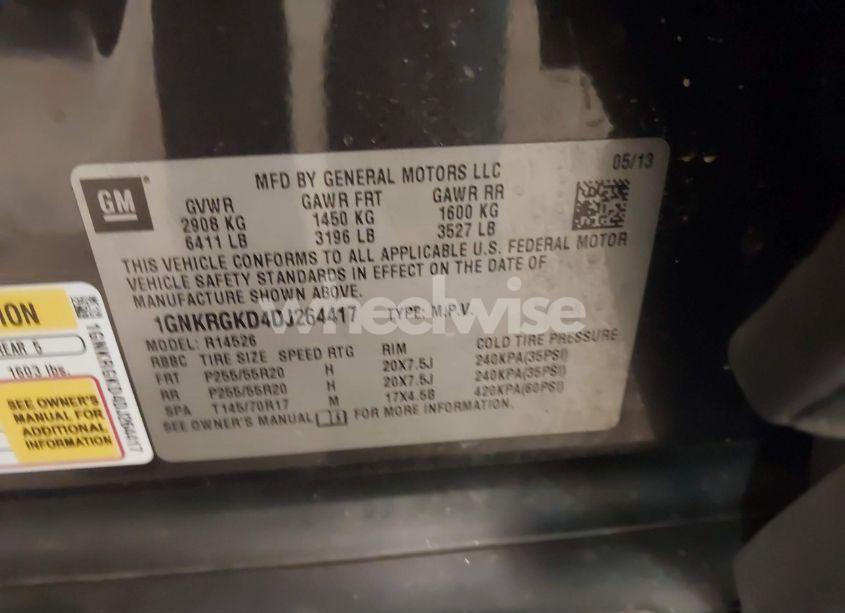 ION
EAR 5
1603 lbs.
SEE OWNER'S
MANUAL FOR
ADDITIONAL
INFORMATION
1GNKRGKD4DJ264417
GM
MFD BY GENERAL MOTORS LLC 05/13
GVWR GAWR FRT GAWR RR
2908 KG 1450 KG 1600 KG
6411 LB 3196 LB 3527 LB
THIS VEHICLE CONFORMS TO ALL APPLICABLE U.S. FEDERAL MOTOR
VEHICLE SAFETY STANDARDS IN EFFECT ON THE DATE OF
MANUFACTURE SHOWN ABOVE.
1GNKRGKD4DJ264417 TYPE: M.P.V.
MODEL: R14526
RBBC TIRE SIZE SPEED RTG RIM COLD TIRE PRESSURE
FRT P255/55R20 H 20X7.5J 240KPA(35PSI)
RR P255/55R20 H 20X7.5J 240KPA(35PSI)
SPA T145/70R17 M 17X4.5B 420KPA(60PSI)
SEE OWNER'S MANUAL FOR MORE INFORMATION.
wheelwise